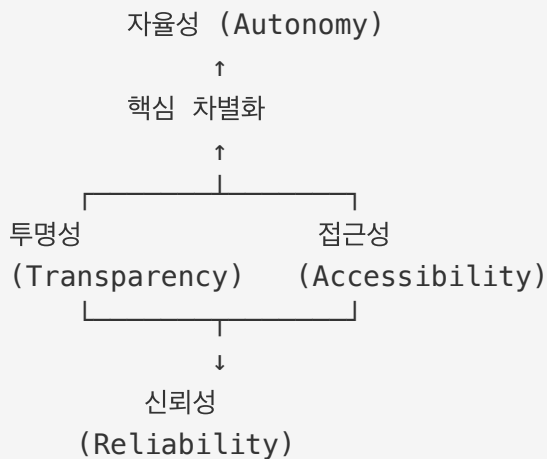 자율성 (Autonomy)
↑
핵심 차별화
↑
투명성 접근성
(Transparency) (Accessibility)
↓
신뢰성
(Reliability)